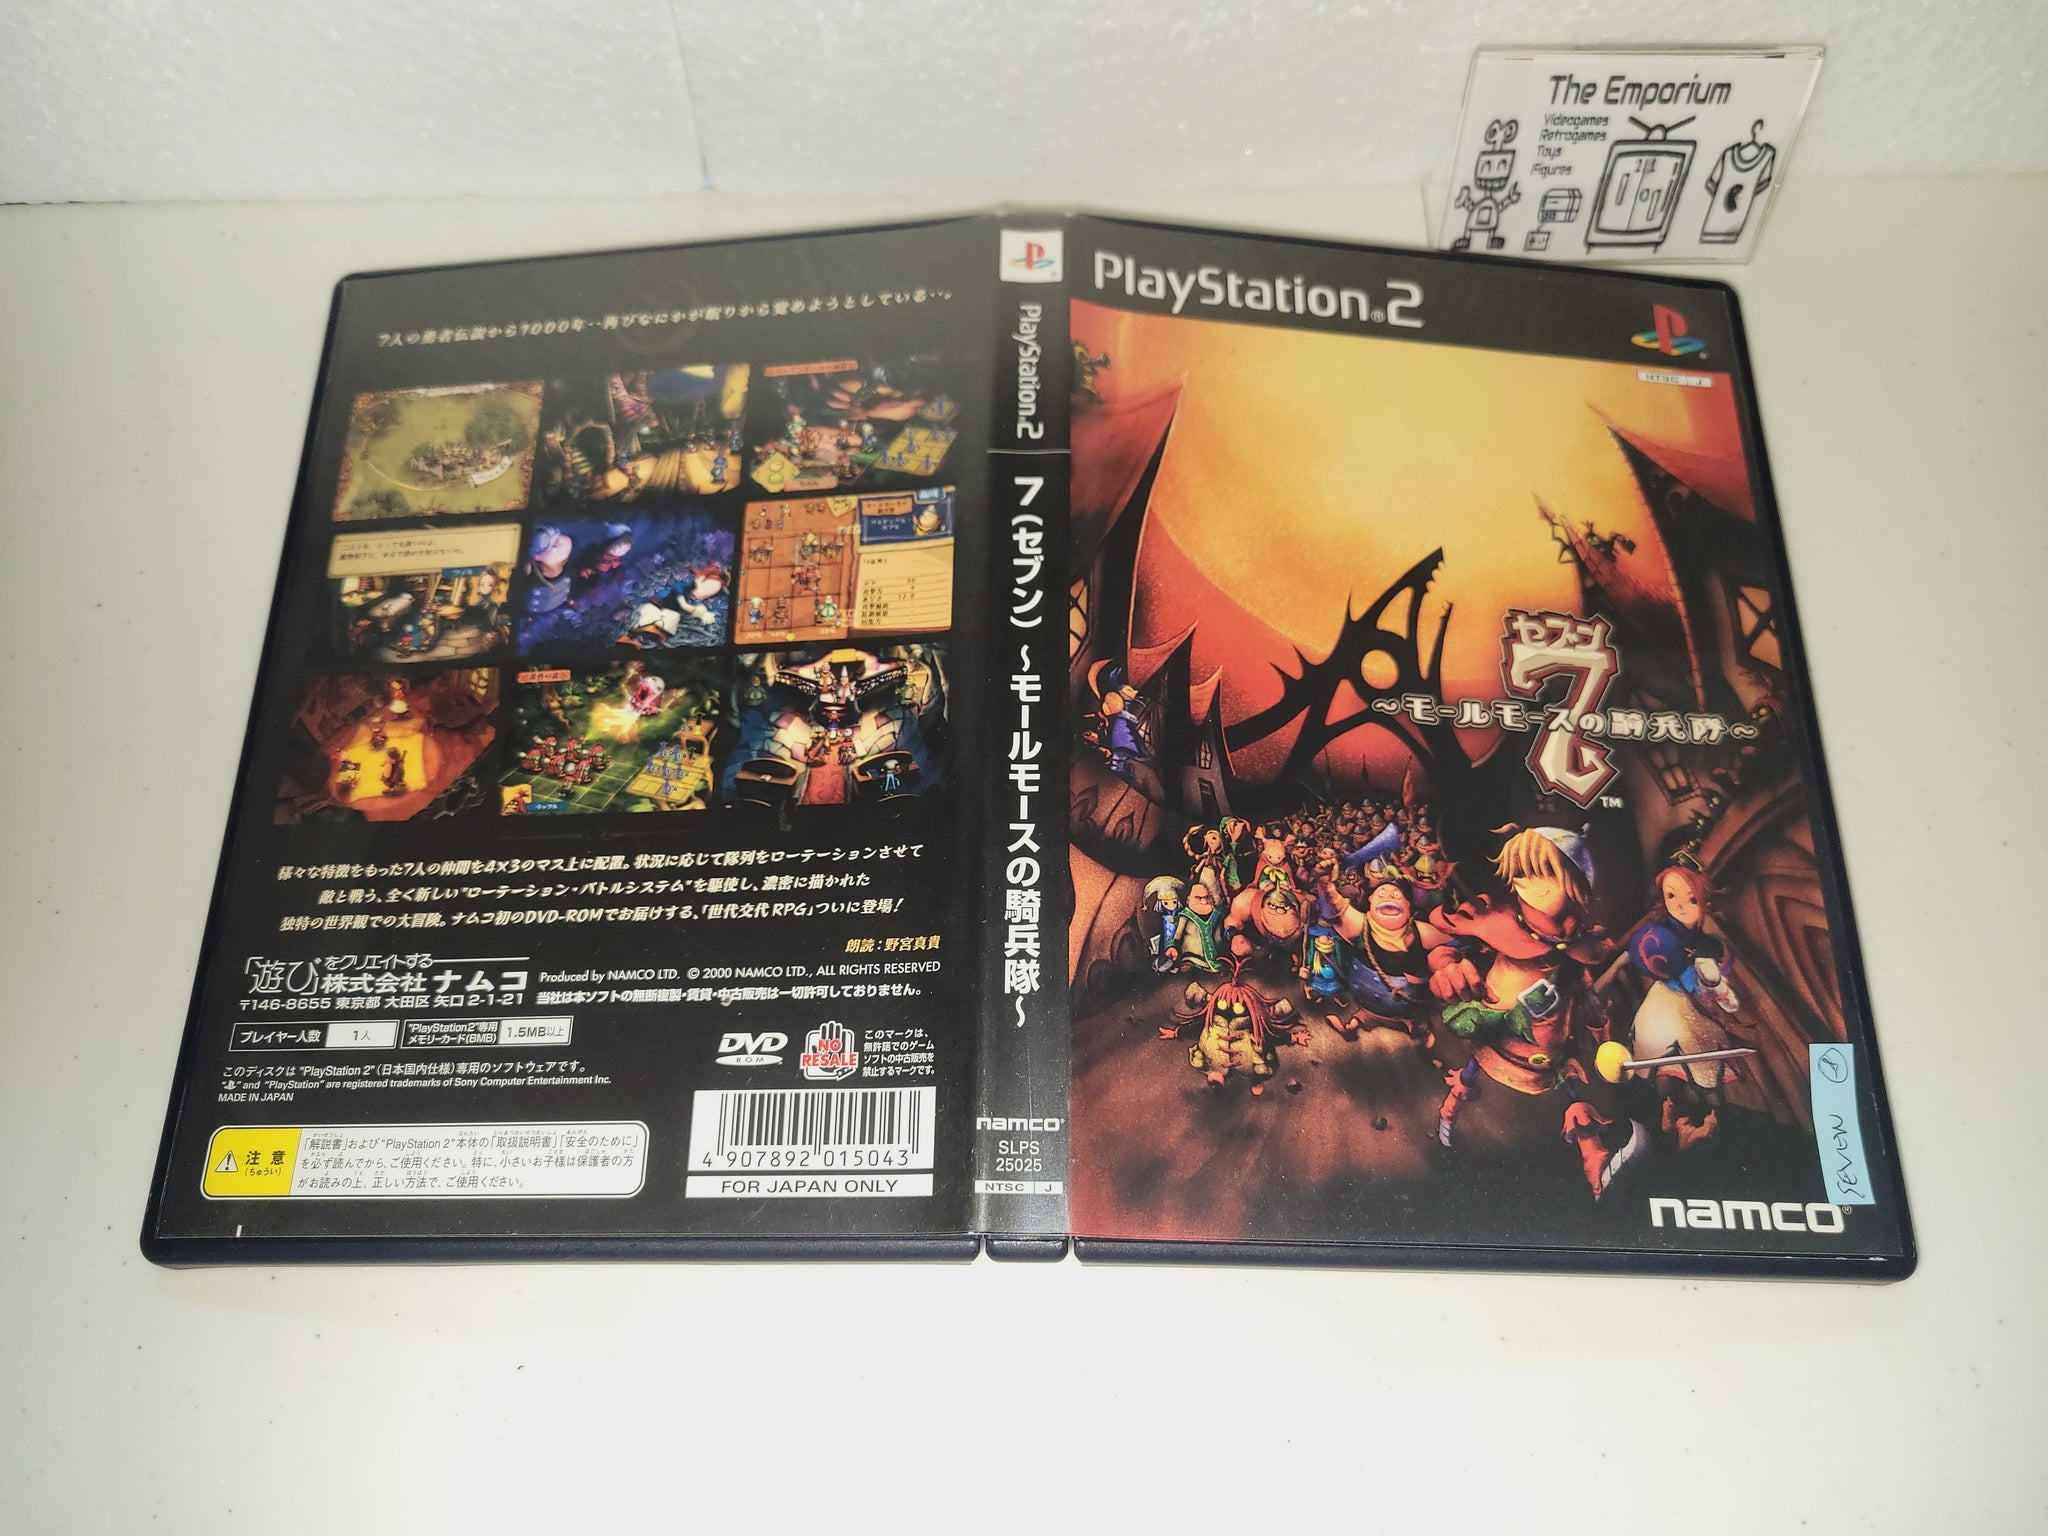 The Emporium
Videogames
Retrogames
Toys
Figures
7人の勇者伝説から1000年‥再びなにかが眠りから覚めようとしている‥。
様々な特徴をもった7人の仲間を4×3のマス上に配置。状況に応じて隊列をローテーションさせて
敵と戦う、全く新しい"ローテーション・バトルシステム"を駆使し、濃密に描かれた
独特の世界観での大冒険。ナムコ初のDVD-ROMでお届けする、「世代交代RPG」ついに登場!
朗読：野宮真貴
「遊び」をクリエイトする
株式会社ナムコ
Produced by NAMCO LTD. © 2000 NAMCO LTD., ALL RIGHTS RESERVED
〒146-8655 東京都 大田区 矢口 2-1-21 当社は本ソフトの無断複製・賃貸・中古販売は一切許可しておりません。
プレイヤー人数 1人
"PlayStation 2"専用
メモリーカード(8MB) 1.5MB以上
DVD
ROM
NO
RESALE
このマークは、
無許諾でのゲーム
ソフトの中古販売を
禁止するマークです。
このディスクは "PlayStation 2" (日本国内仕様) 専用のソフトウェアです。
" " and "PlayStation" are registered trademarks of Sony Computer Entertainment Inc.
MADE IN JAPAN
注意
(ちゅうい)
「解説書」および"PlayStation 2"本体の「取扱説明書」「安全のために」
を必ず読んでから、ご使用ください。特に、小さいお子様は保護者の方
がお読みの上、正しい方法で、ご使用ください。
4 907892 015043
FOR JAPAN ONLY
PlayStation®2
7(セブン) ～モールモースの騎兵隊～
namco®
SLPS
25025
NTSC J
PlayStation®2
NTSC J
セブン
7
～モールモースの騎兵隊～
TM
SEVEN
namco®